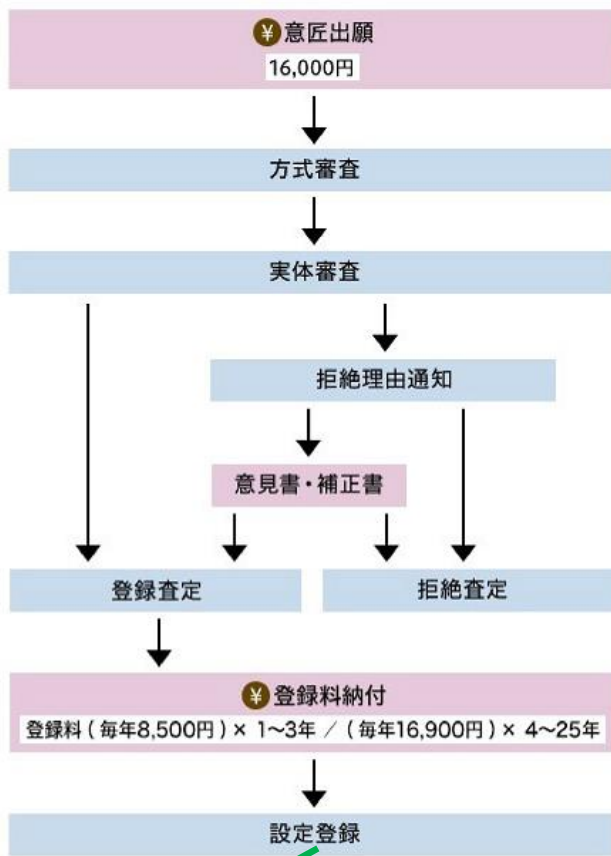 ¥ 意匠出願
16,000円
方式審査
実体審査
拒絶理由通知
意見書・補正書
登録査定
拒絶査定
¥ 登録料納付
登録料(毎年8,500円)× 1〜3年 / (毎年16,900円)× 4〜25年
設定登録